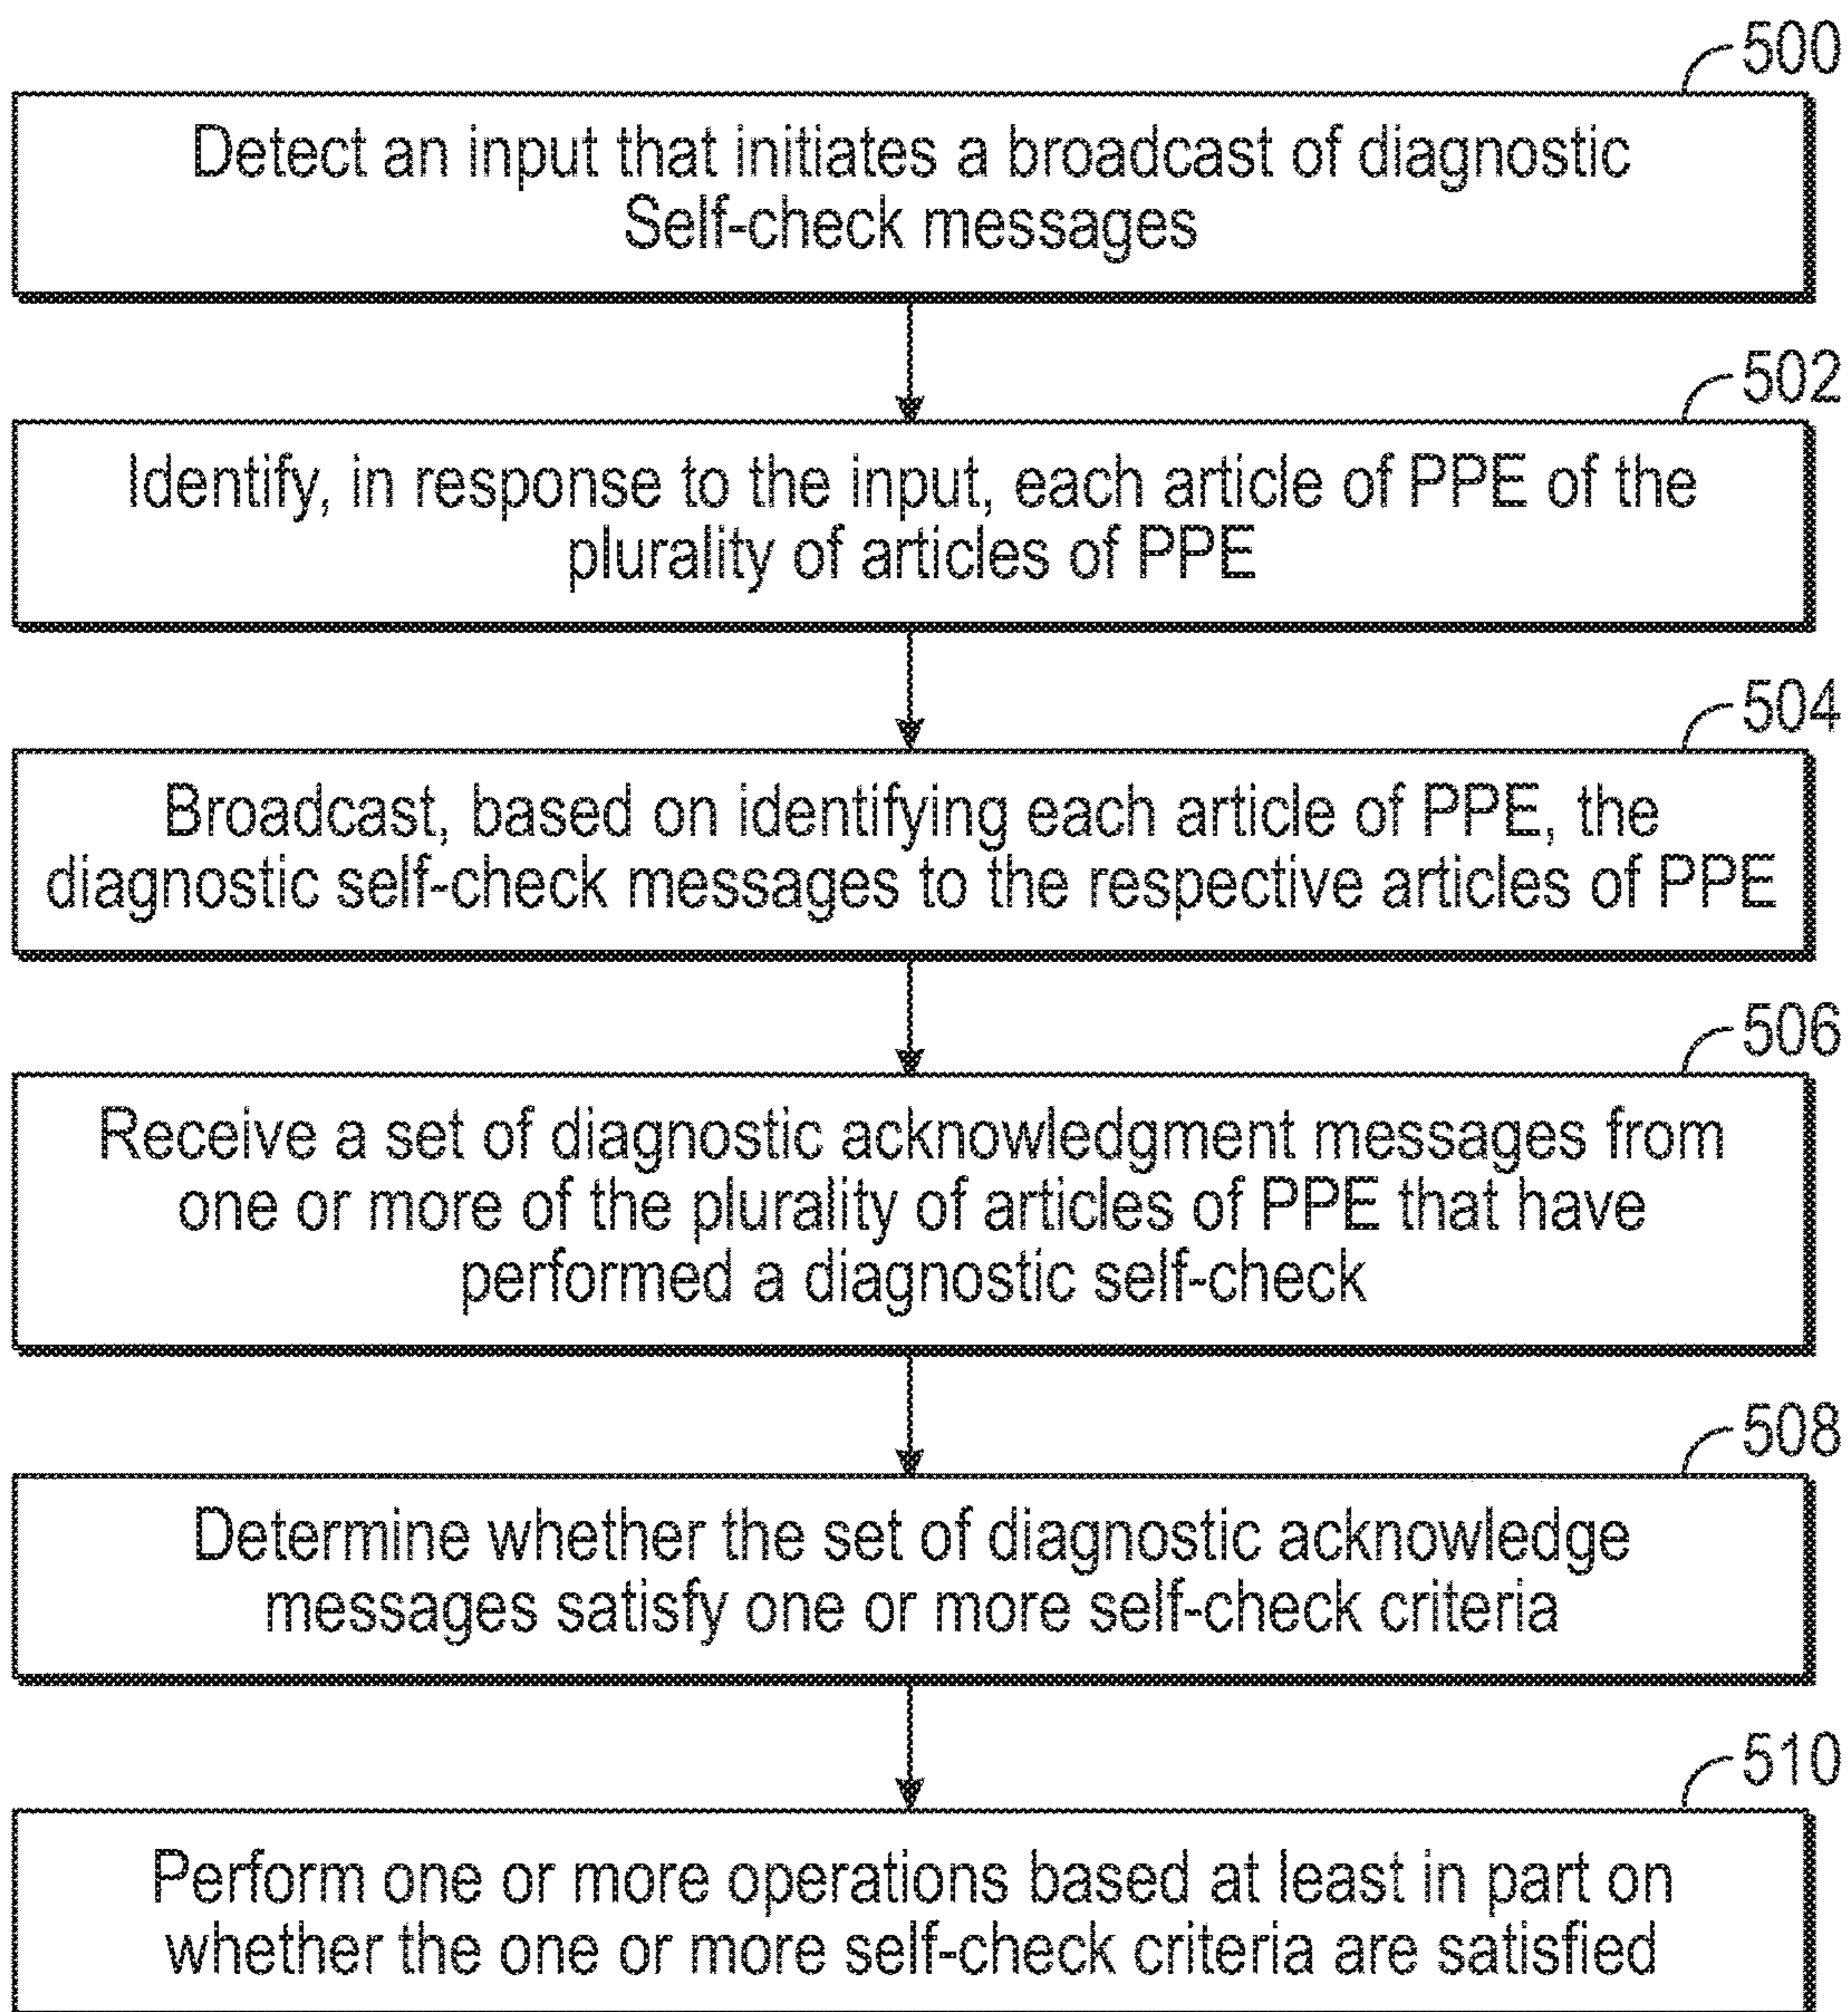 500
Detect an input that initiates a broadcast of diagnostic
Self-check messages
502
Identify, in response to the input, each article of PPE of the
plurality of articles of PPE
504
Broadcast, based on identifying each article of PPE, the
diagnostic self-check messages to the respective articles of PPE
506
Receive a set of diagnostic acknowledgment messages from
one or more of the plurality of articles of PPE that have
performed a diagnostic self-check
508
Determine whether the set of diagnostic acknowledge
messages satisfy one or more self-check criteria
510
Perform one or more operations based at least in part on
whether the one or more self-check criteria are satisfied